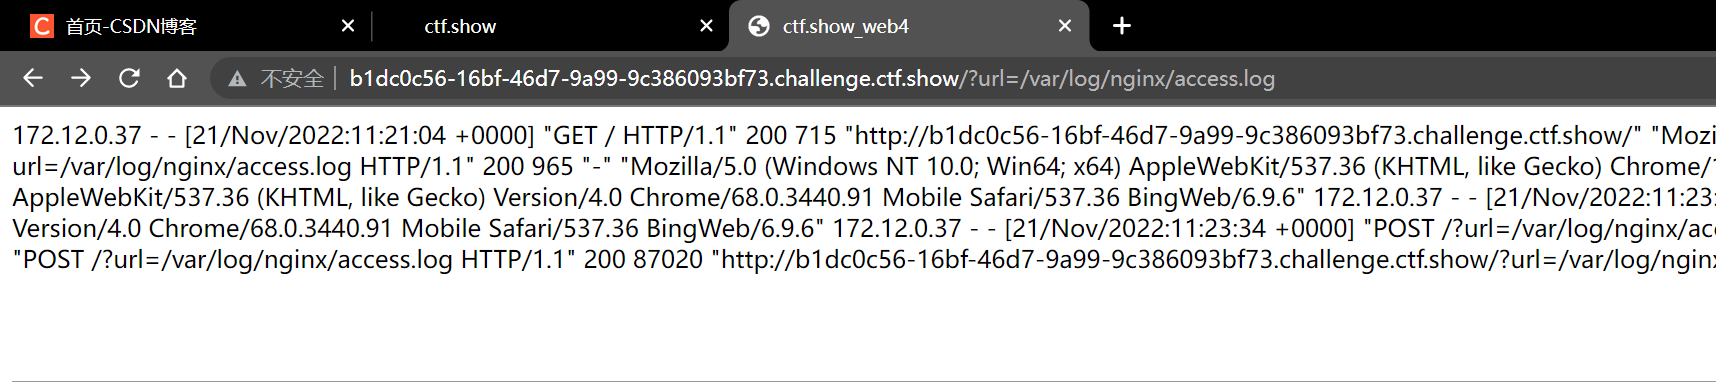 首页-CSDN博客
ctf.show
ctf.show_web4
不安全 b1dc0c56-16bf-46d7-9a99-9c386093bf73.challenge.ctf.show/?url=/var/log/nginx/access.log
172.12.0.37 - - [21/Nov/2022:11:21:04 +0000] "GET / HTTP/1.1" 200 715 "http://b1dc0c56-16bf-46d7-9a99-9c386093bf73.challenge.ctf.show/" "Mozi
url=/var/log/nginx/access.log HTTP/1.1" 200 965 "-" "Mozilla/5.0 (Windows NT 10.0; Win64; x64) AppleWebKit/537.36 (KHTML, like Gecko) Chrome/
AppleWebKit/537.36 (KHTML, like Gecko) Version/4.0 Chrome/68.0.3440.91 Mobile Safari/537.36 BingWeb/6.9.6" 172.12.0.37 - - [21/Nov/2022:11:23:
Version/4.0 Chrome/68.0.3440.91 Mobile Safari/537.36 BingWeb/6.9.6" 172.12.0.37 - - [21/Nov/2022:11:23:34 +0000] "POST /?url=/var/log/nginx/acc
"POST /?url=/var/log/nginx/access.log HTTP/1.1" 200 87020 "http://b1dc0c56-16bf-46d7-9a99-9c386093bf73.challenge.ctf.show/?url=/var/log/nginx